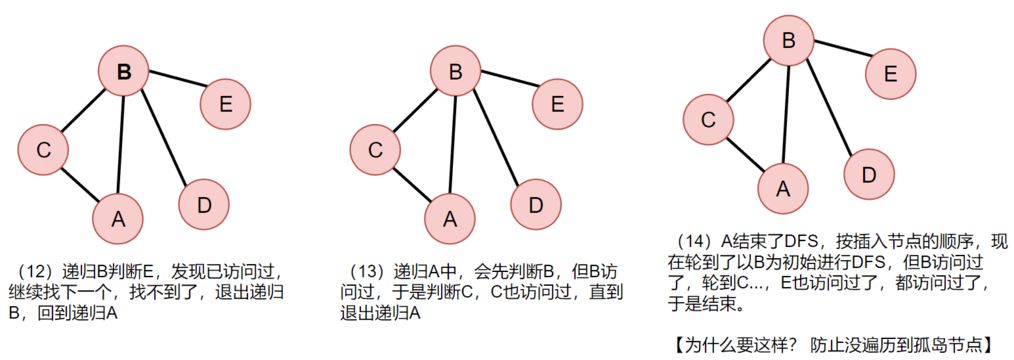 B
E
C
A
D
（12）递归B判断E，发现已访问过，
继续找下一个，找不到了，退出递归
B，回到递归A
B
E
C
A
D
（13）递归A中，会先判断B，但B访
问过，于是判断C，C也访问过，直到
退出递归A
B
E
C
A
D
（14）A结束了DFS，按插入节点的顺序，现
在轮到了以B为初始进行DFS，但B访问过
了，轮到C...，E也访问过了，都访问过了，
于是结束。
【为什么要这样？ 防止没遍历到孤岛节点】